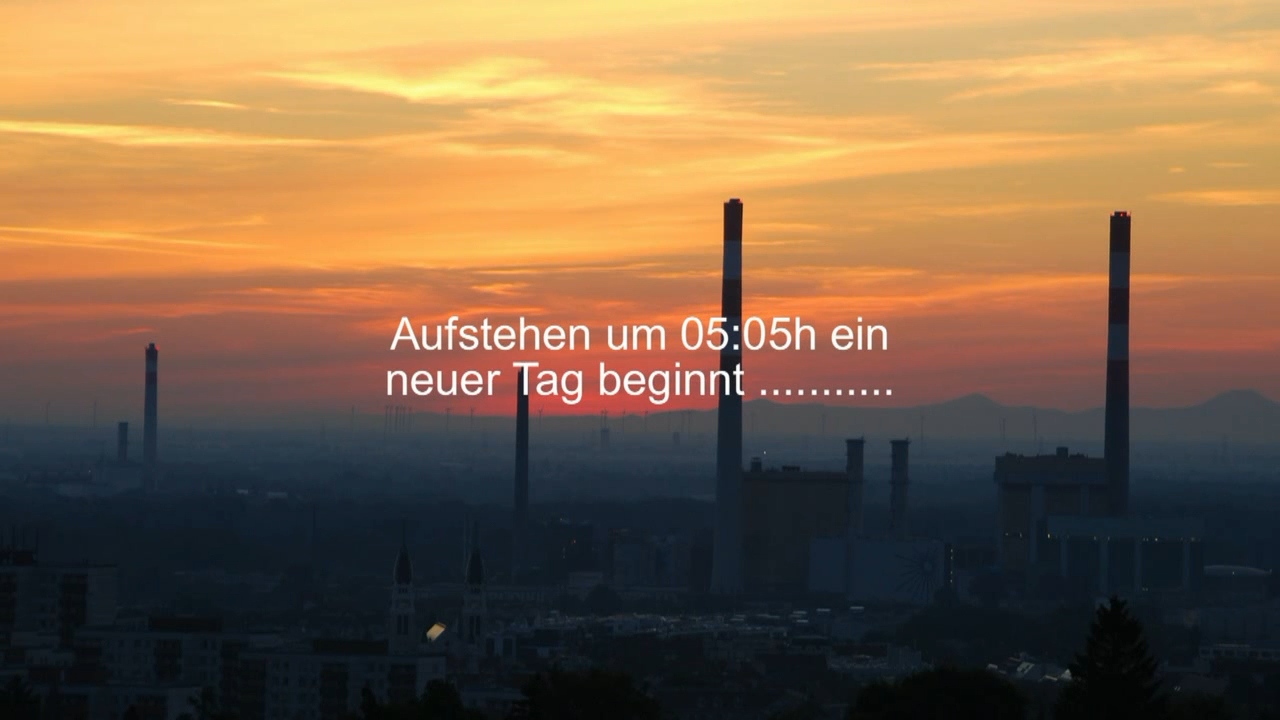 Aufstehen um 05:05h ein
neuer Tag beginnt ...........